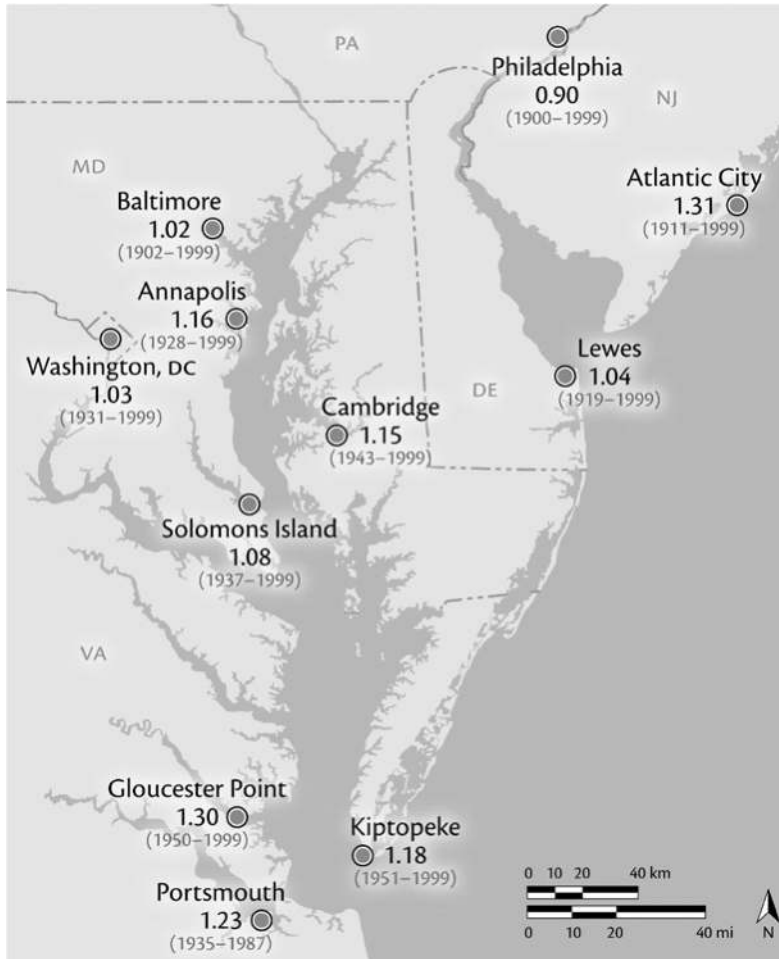 PA
Philadelphia
0.90
(1900–1999)
NJ
MD
Atlantic City
1.31
(1911–1999)
Baltimore
1.02
(1902–1999)
Annapolis
1.16
(1928–1999)
Washington, DC
1.03
(1931–1999)
Lewes
1.04
(1919–1999)
DE
Cambridge
1.15
(1943–1999)
Solomons Island
1.08
(1937–1999)
VA
Gloucester Point
1.30
(1950–1999)
Kiptopeke
1.18
(1951–1999)
Portsmouth
1.23
(1935–1987)
0 10 20 40 km
0 10 20 40 mi
N